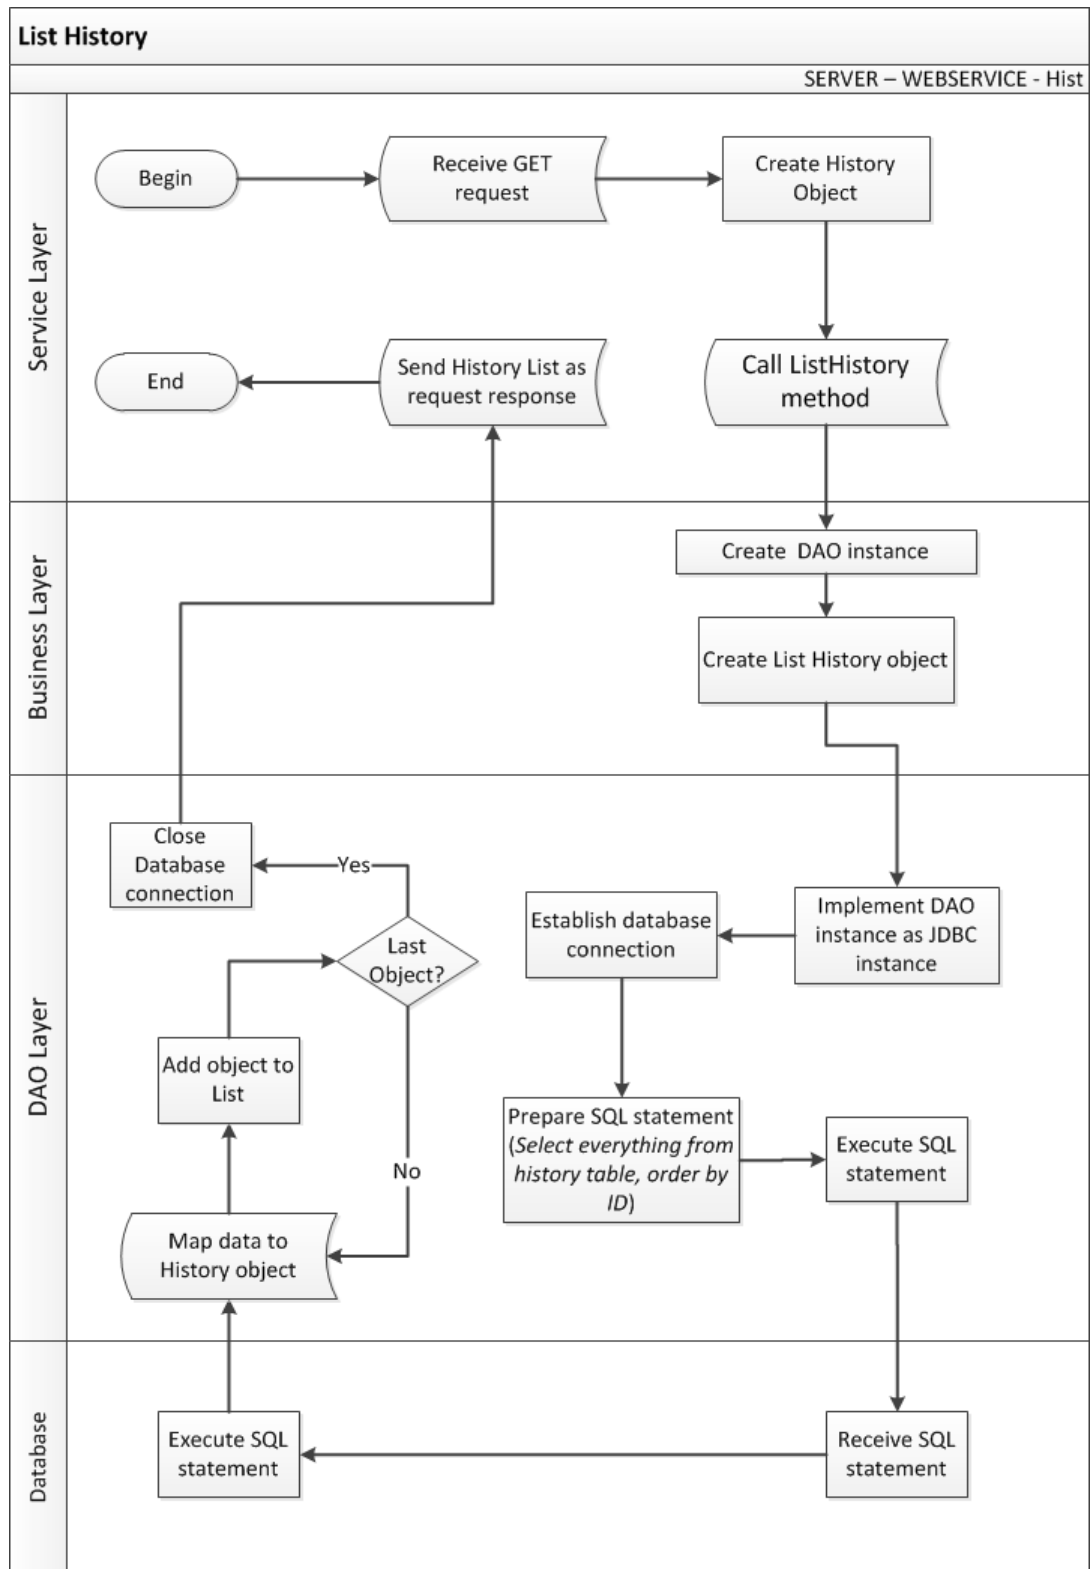 List History
SERVER – WEBSERVICE - Hist
Service Layer
Begin
Receive GET
request
Create History
Object
End
Send History List as
request response
Call ListHistory
method
Business Layer
Create DAO instance
Create List History object
DAO Layer
Close
Database
connection
Yes
Last
Object?
Establish database
connection
Implement DAO
instance as JDBC
instance
Add object to
List
No
Prepare SQL statement
(Select everything from
history table, order by
ID)
Execute SQL
statement
Map data to
History object
Database
Execute SQL
statement
Receive SQL
statement